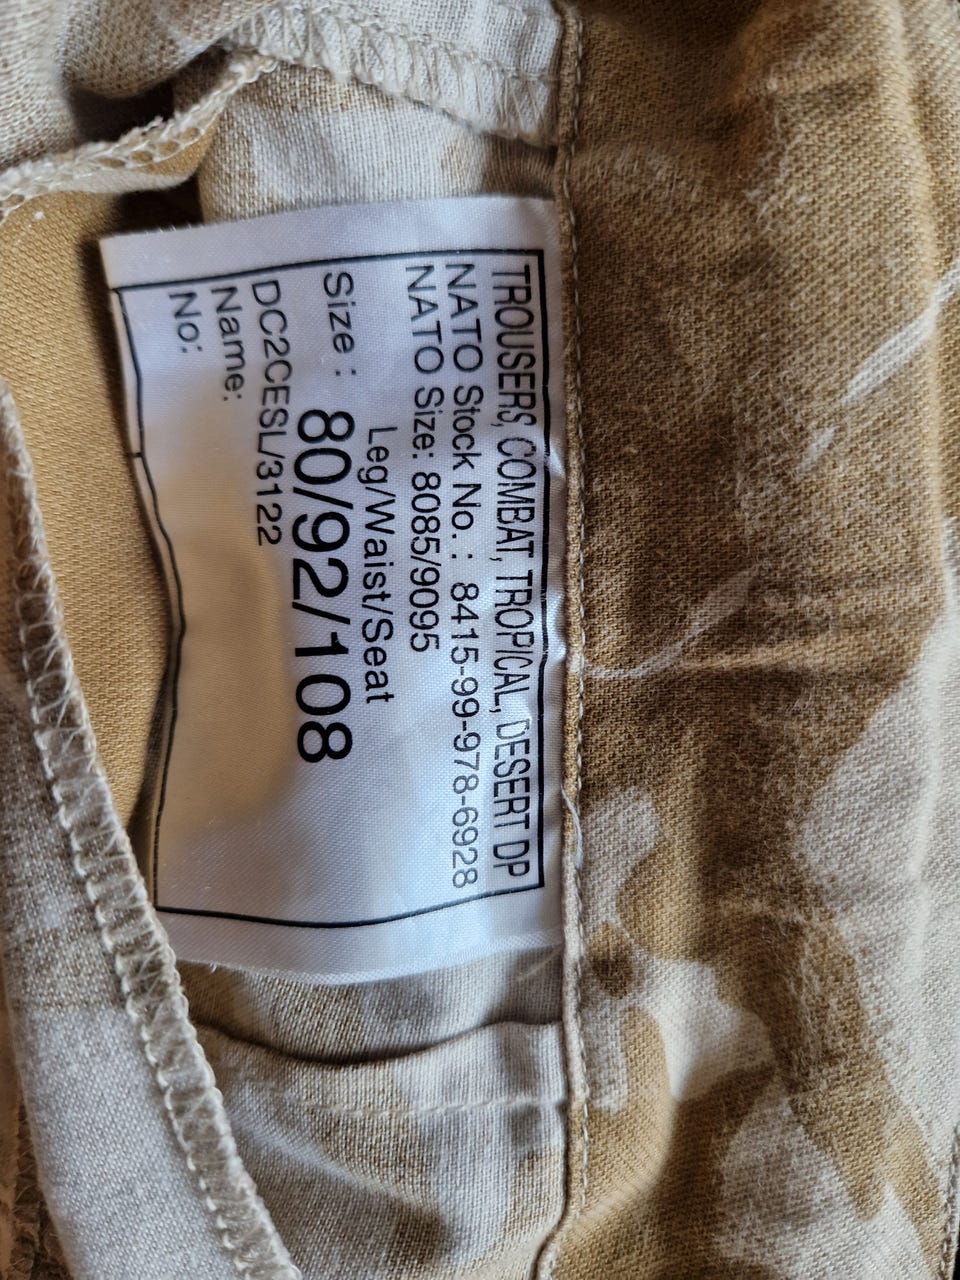 TROUSERS, COMBAT, TROPICAL, DESERT DP
NATO Stock No. : 8415-99-978-6928
NATO Size: 8085/9095
Leg/Waist/Seat
Size : 80/92/108
DC2CESL/3122
Name:
No: